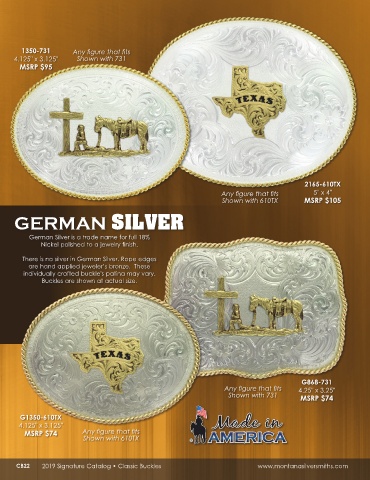 1350-731
4.125" x 3.125"
MSRP $95
Any figure that fits
Shown with 731
TEXAS
2165-610TX
5" x 4"
MSRP $105
Any figure that fits
Shown with 610TX
GERMAN SILVER
German Silver is a trade name for full 18%
Nickel polished to a jewelry finish.
There is no silver in German Silver. Rope edges
are hand applied jeweler's bronze. These
individually crafted buckle's patina may vary.
Buckles are shown at actual size.
TEXAS
G1350-610TX
4.125" x 3.125"
MSRP $74
Any figure that fits
Shown with 610TX
Any figure that fits
Shown with 731
G868-731
4.25" x 3.25"
MSRP $74
Made in
AMERICA
CB22 2019 Signature Catalog • Classic Buckles
www.montanasilversmiths.com